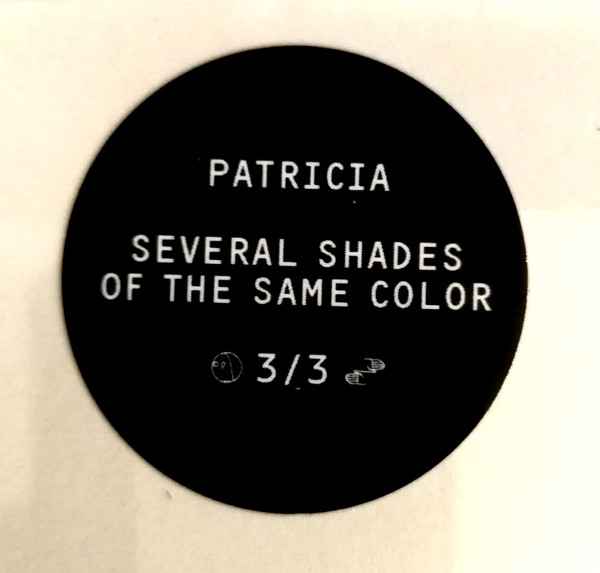 PATRICIA
SEVERAL SHADES
OF THE SAME COLOR
3/3